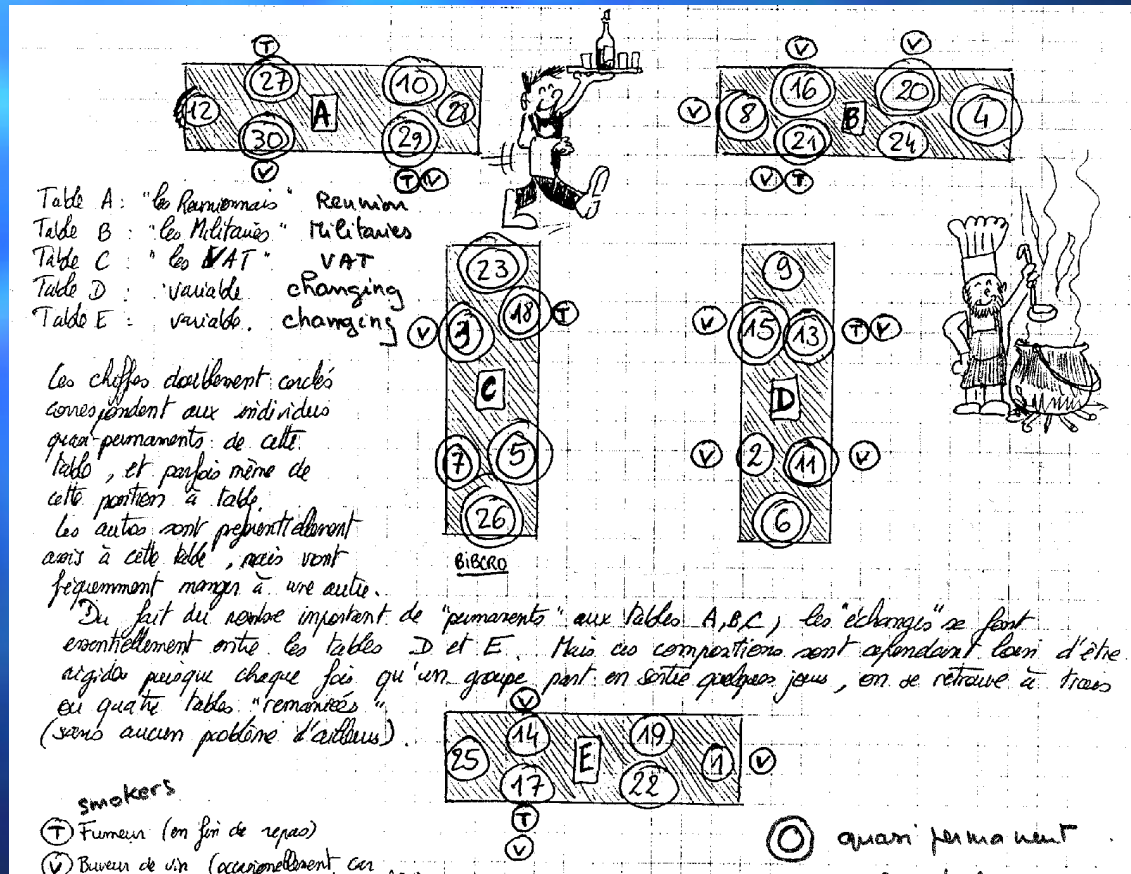 T
27 10
12 A 28
30 29
V T V
V V
16 20
V 8 B 4
21 24
V T
Table A : "les Reunionnais" Reunion
Table B : "les Militaires" Militaries
Table C : "les VAT" VAT
Table D : variable changing
Table E : variable. changing
23
18 T
V 3
C
7 5
26
BIBERO
9
V 15 13 T V
D
V 2 11 V
6
Les chiffres doublement cerclés
correspondent aux individus
quasi-permanents de cette
table, et parfois même de
cette position à table.
Les autres sont préférentiellement
assis à cette table, mais vont
fréquemment manger à une autre.
Du fait du nombre important de "permanents" aux tables A,B,C, les "échanges" se font
essentiellement entre les tables D et E. Mais ces compositions sont cependant loin d'être
rigides puisque chaque fois qu'un groupe part en sortie quelques jours, on se retrouve à trois
ou quatre tables "remaniées"
(sans aucun problème d'ailleurs).
V
14 19
25 E 1 V
17 22
T
V
smokers
T Fumeur (en fin de repas)
V Buveur de vin (occasionnellement, car
O quasi permanent